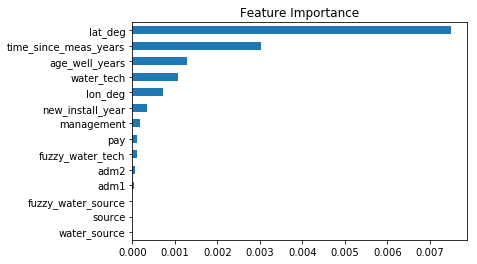 Feature Importance
lat_deg
time_since_meas_years
age_well_years
water_tech
lon_deg
new_install_year
management
pay
fuzzy_water_tech
adm2
adm1
fuzzy_water_source
source
water_source
0.000 0.001 0.002 0.003 0.004 0.005 0.006 0.007